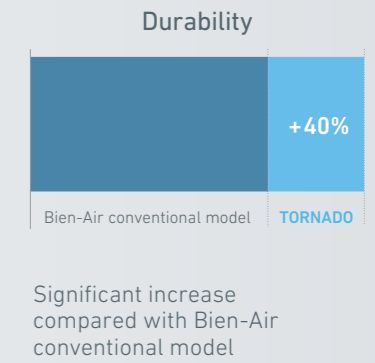 Durability
+40%
Bien-Air conventional model
TORNADO
Significant increase
compared with Bien-Air
conventional model